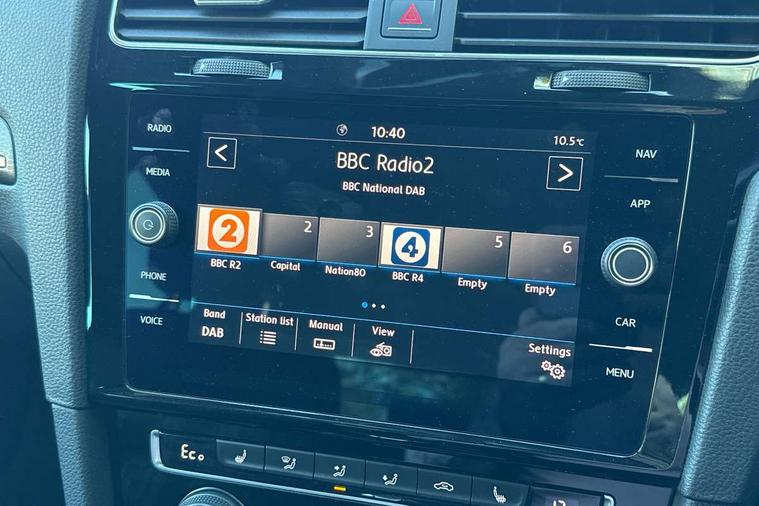 RADIO
MEDIA
PHONE
VOICE
10:40
10.5°C
<
BBC Radio2
>
BBC National DAB
2
2
3
4
5
6
BBC R2
Capital
Nation80
BBC R4
Empty
Empty
Band
DAB
Station list
Manual
View
Settings
NAV
APP
CAR
MENU
Eco